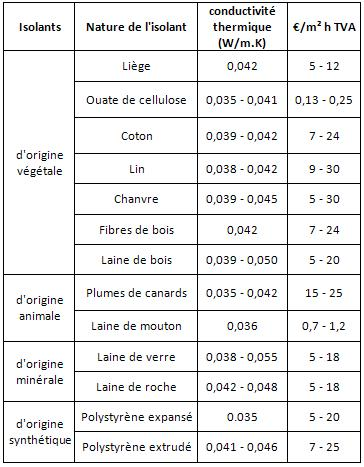 Isolants Nature de l'isolant conductivité thermique (W/m.K) €/m² h TVA
d'origine végétale
Liège 0,042 5 - 12
Ouate de cellulose 0,035 - 0,041 0,13 - 0,25
Coton 0,039 - 0,042 7 - 24
Lin 0,038 - 0,042 9 - 30
Chanvre 0,039 - 0,045 5 - 30
Fibres de bois 0,042 7 - 24
Laine de bois 0,039 - 0,050 5 - 20
d'origine animale
Plumes de canards 0,035 - 0,042 15 - 25
Laine de mouton 0,036 0,7 - 1,2
d'origine minérale
Laine de verre 0,038 - 0,055 5 - 18
Laine de roche 0,042 - 0,048 5 - 18
d'origine synthétique
Polystyrène expansé 0.035 5 - 20
Polystyrène extrudé 0,041 - 0,046 7 - 25